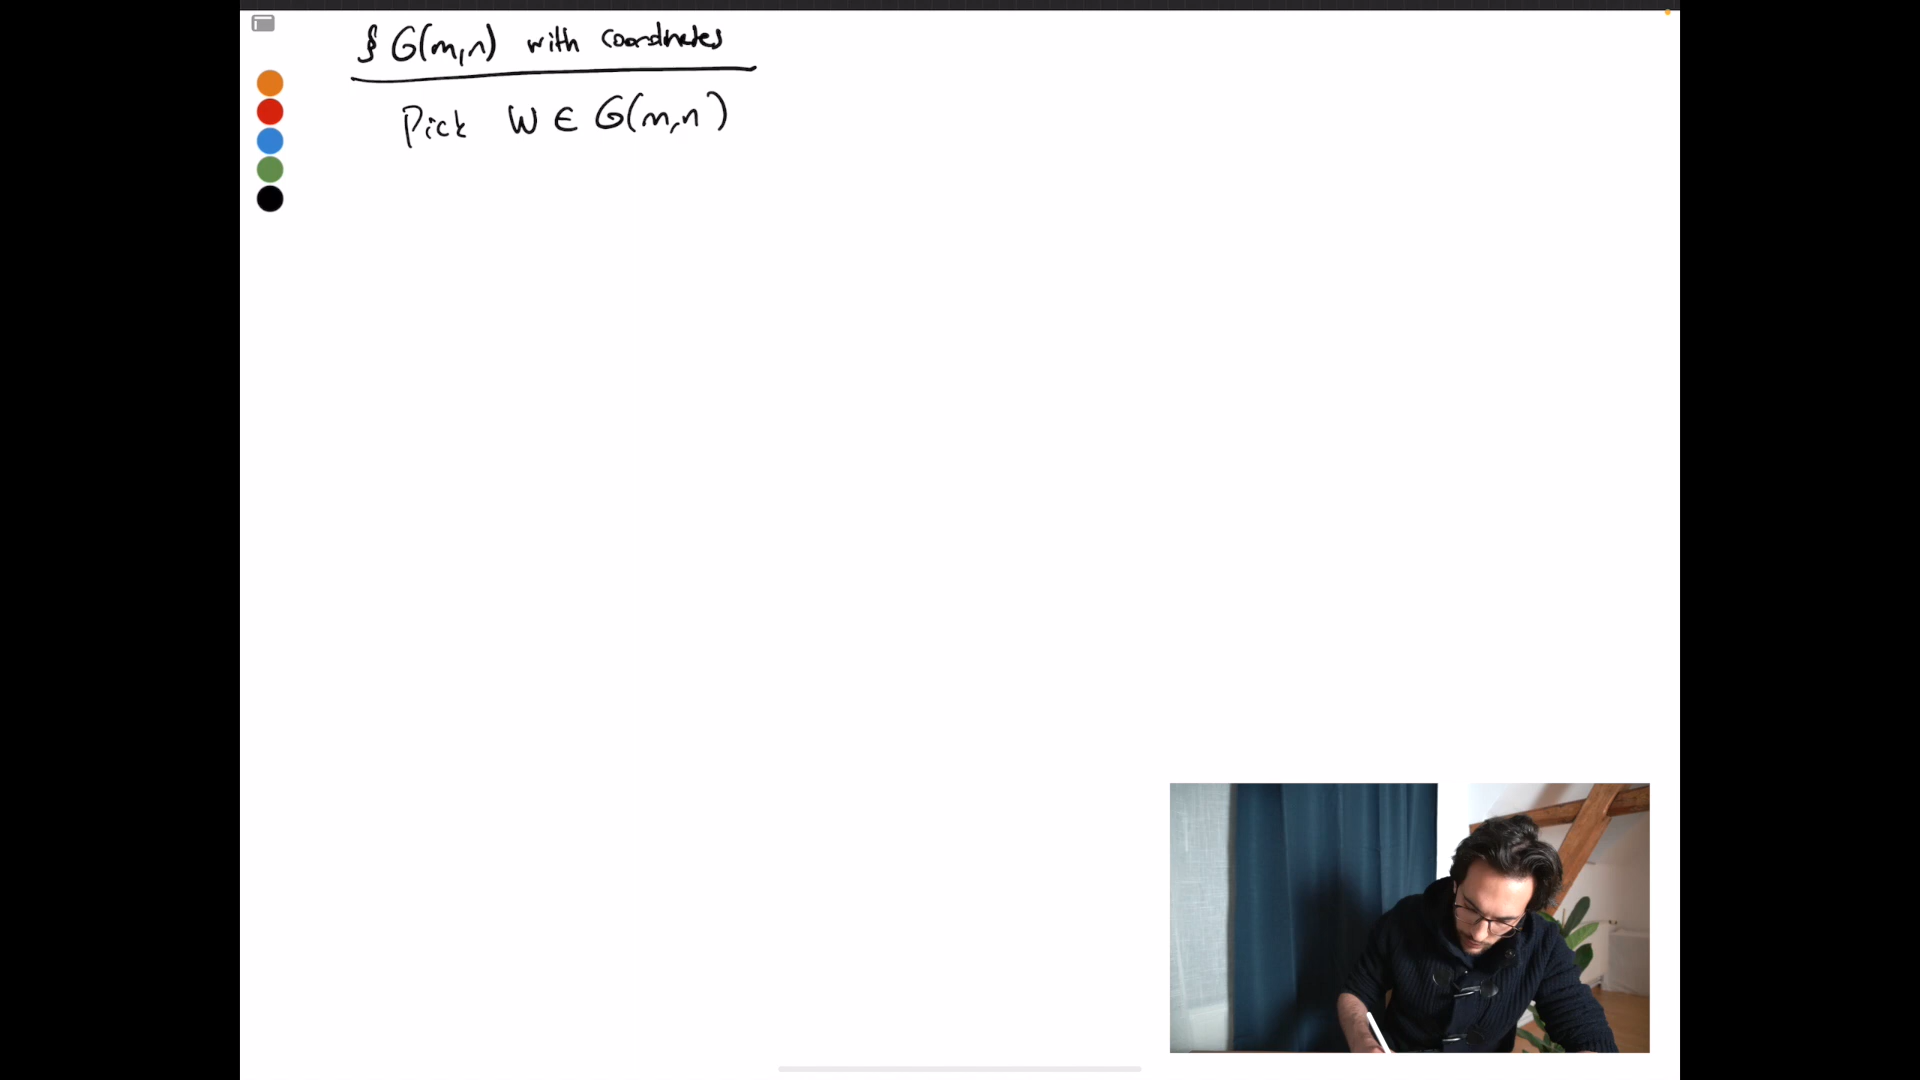 § G(m,n) with coordinates
Pick W ∈ G(m,n)